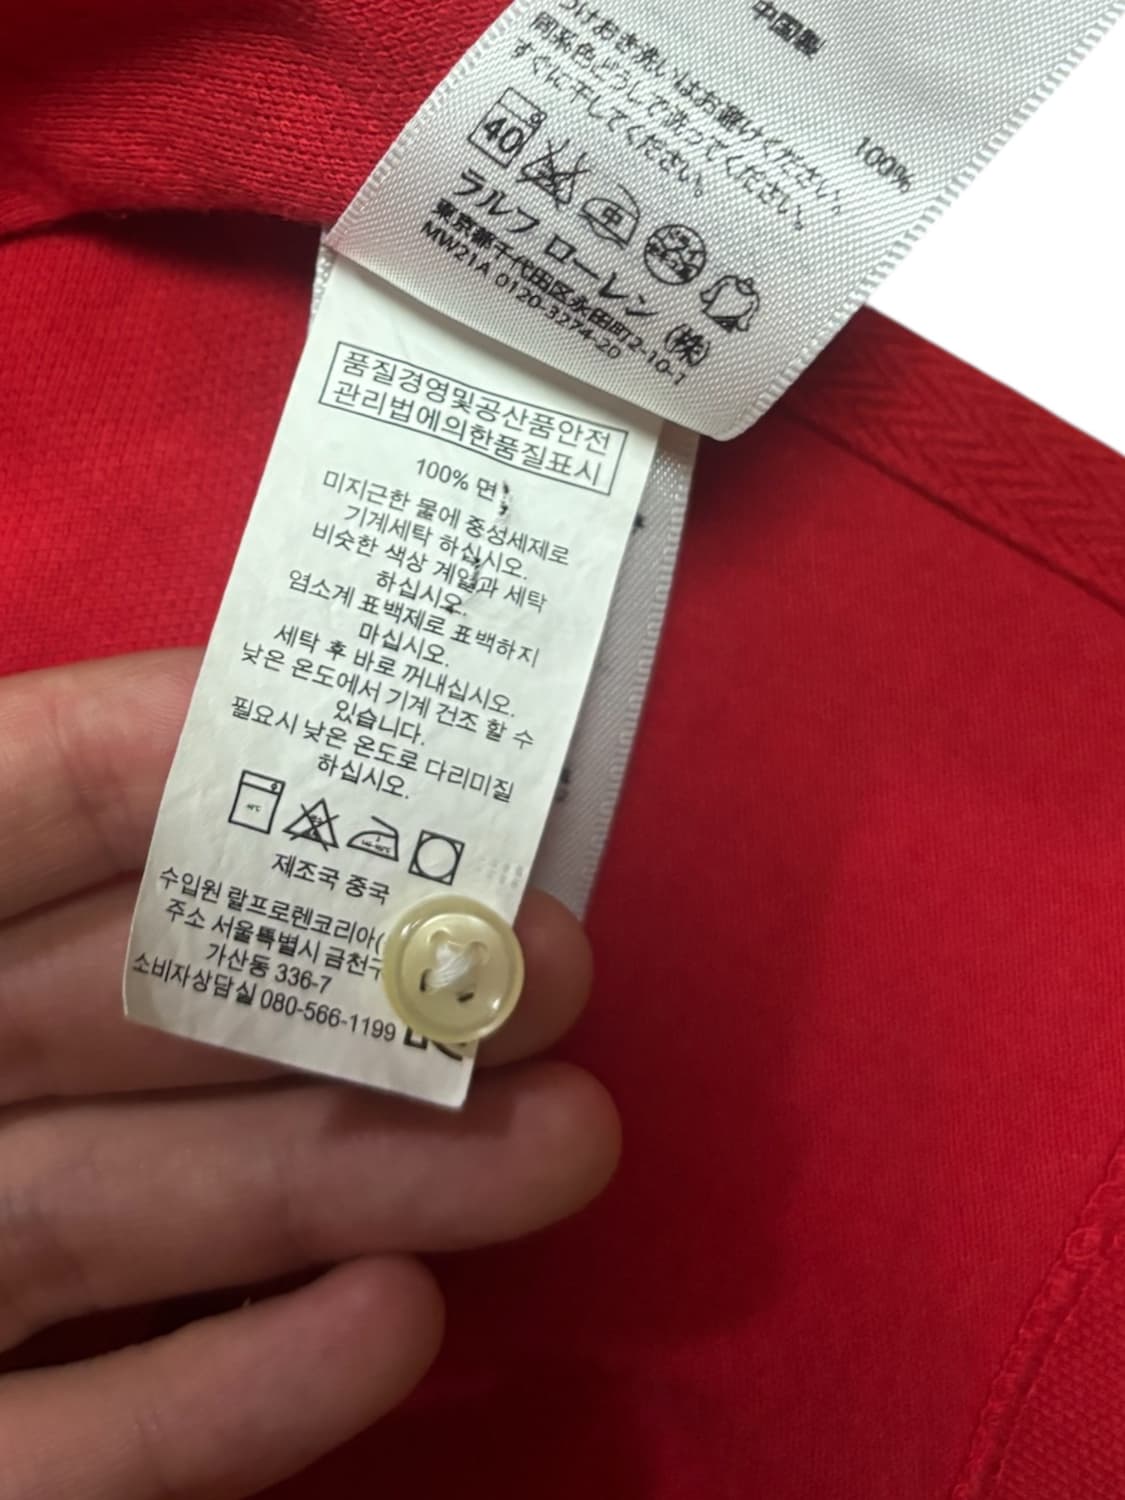 中国製
100%
つけおき洗いはお避けください。
同系色どうしで洗ってください。
すぐに干してください。
40
中
ラルフ ローレン (株)
東京都千代田区永田町2-10-1
MW21A 0120-3274-20
품질경영및공산품안전
관리법에의한품질표시
100% 면
미지근한 물에 중성세제로
기계세탁 하십시오.
비슷한 색상 계열과 세탁
하십시오.
염소계 표백제로 표백하지
마십시오.
세탁 후 바로 꺼내십시오.
낮은 온도에서 기계 건조 할 수
있습니다.
필요시 낮은 온도로 다리미질
하십시오.
제조국 중국
수입원 랄프로렌코리아(
주소 서울특별시 금천구
가산동 336-7
소비자상담실 080-566-1199